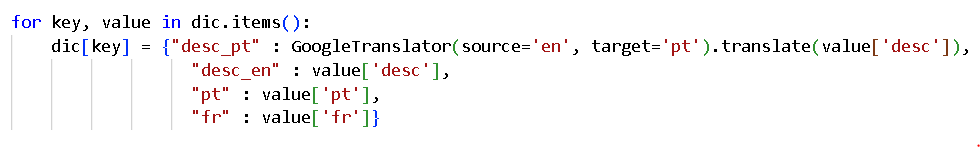 for key, value in dic.items():
    dic[key] = {"desc_pt" : GoogleTranslator(source='en', target='pt').translate(value['desc']),
                "desc_en" : value['desc'],
                "pt" : value['pt'],
                "fr" : value['fr']}